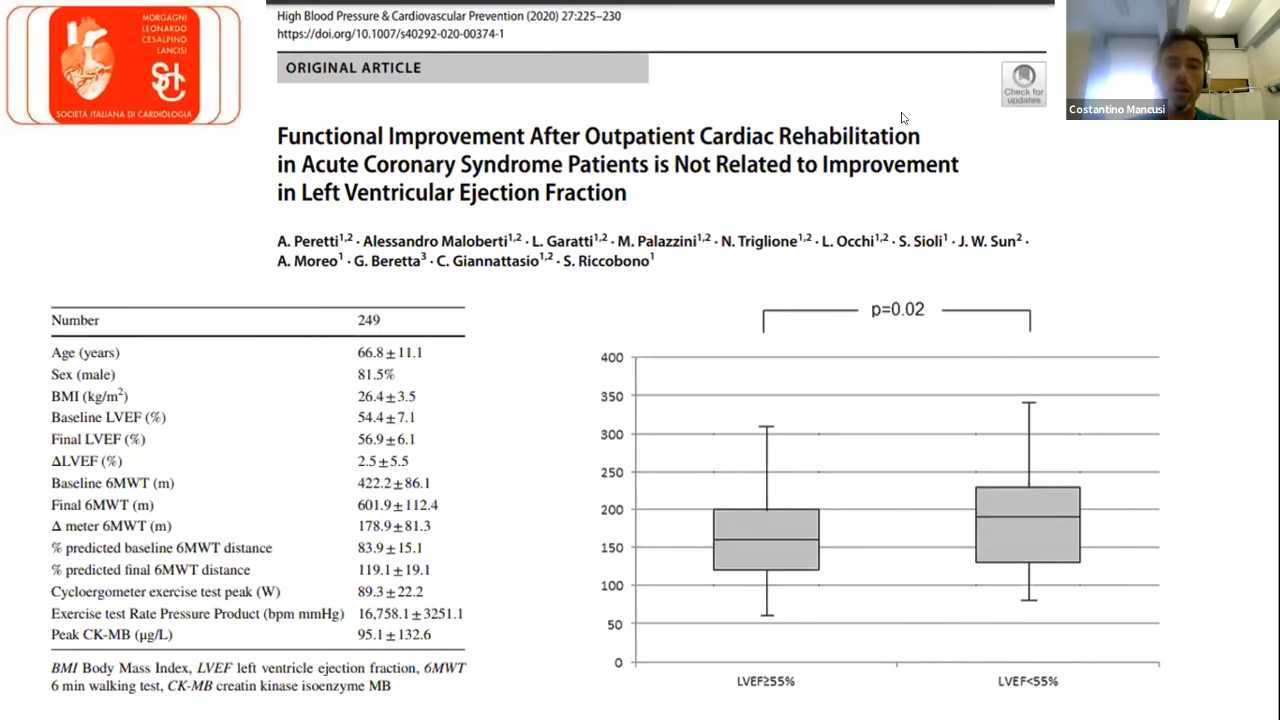 MORGAGNI
LEONARDO
CESALPINO
LANCISI
SIC
SOCIETÀ ITALIANA DI CARDIOLOGIA
High Blood Pressure & Cardiovascular Prevention (2020) 27:225–230
https://doi.org/10.1007/s40292-020-00374-1
ORIGINAL ARTICLE
Check for
updates
Costantino Mancusi
Functional Improvement After Outpatient Cardiac Rehabilitation
in Acute Coronary Syndrome Patients is Not Related to Improvement
in Left Ventricular Ejection Fraction
A. Peretti1,2 · Alessandro Maloberti1,2 · L. Garatti1,2 · M. Palazzini1,2 · N. Triglione1,2 · L. Occhi1,2 · S. Sioli1 · J. W. Sun2 ·
A. Moreo1 · G. Beretta3 · C. Giannattasio1,2 · S. Riccobono1
Number 249
Age (years) 66.8±11.1
Sex (male) 81.5%
BMI (kg/m2) 26.4±3.5
Baseline LVEF (%) 54.4±7.1
Final LVEF (%) 56.9±6.1
ΔLVEF (%) 2.5±5.5
Baseline 6MWT (m) 422.2±86.1
Final 6MWT (m) 601.9±112.4
Δ meter 6MWT (m) 178.9±81.3
% predicted baseline 6MWT distance 83.9±15.1
% predicted final 6MWT distance 119.1±19.1
Cycloergometer exercise test peak (W) 89.3±22.2
Exercise test Rate Pressure Product (bpm mmHg) 16,758.1±3251.1
Peak CK-MB (μg/L) 95.1±132.6
BMI Body Mass Index, LVEF left ventricle ejection fraction, 6MWT
6 min walking test, CK-MB creatin kinase isoenzyme MB
p=0.02
400
350
300
250
200
150
100
50
0
LVEF≥55% LVEF<55%